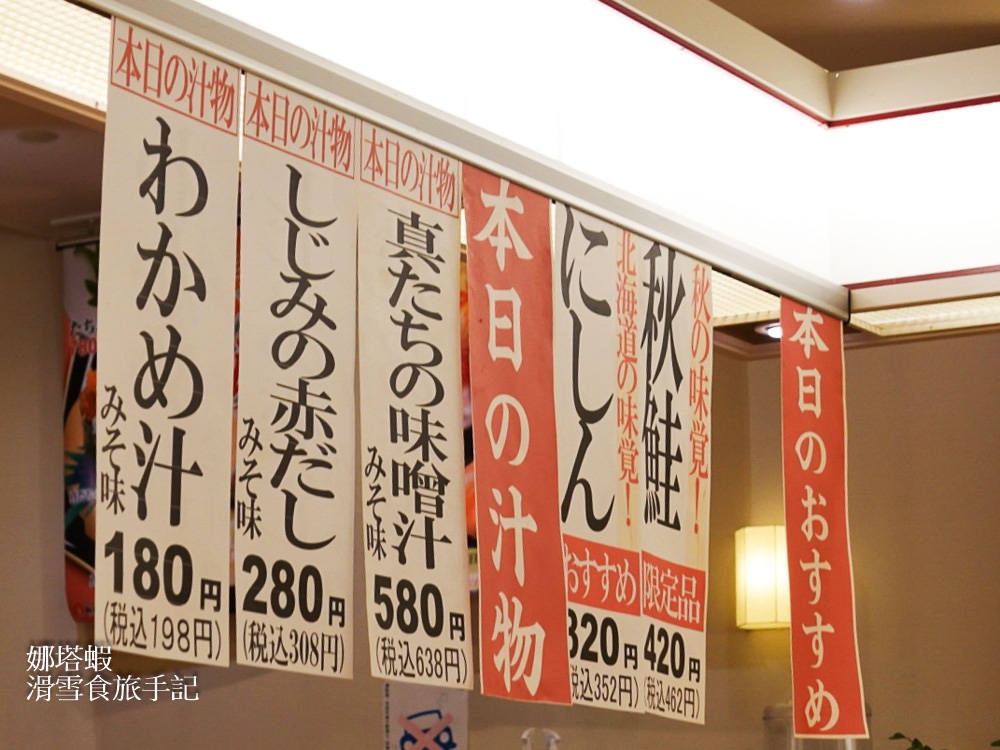 本日の汁物
わかめ汁
みそ味
180円
(税込198円)
本日の汁物
しじみの赤だし
みそ味
280円
(税込308円)
本日の汁物
真たちの味噌汁
みそ味
580円
(税込638円)
本日の汁物
北海道の味覚!
にしん
おすすめ
320円
税込352円)
秋の味覚!
秋鮭
限定品
420円
(税込462円)
本日のおすすめ
娜塔蝦
滑雪食旅手記